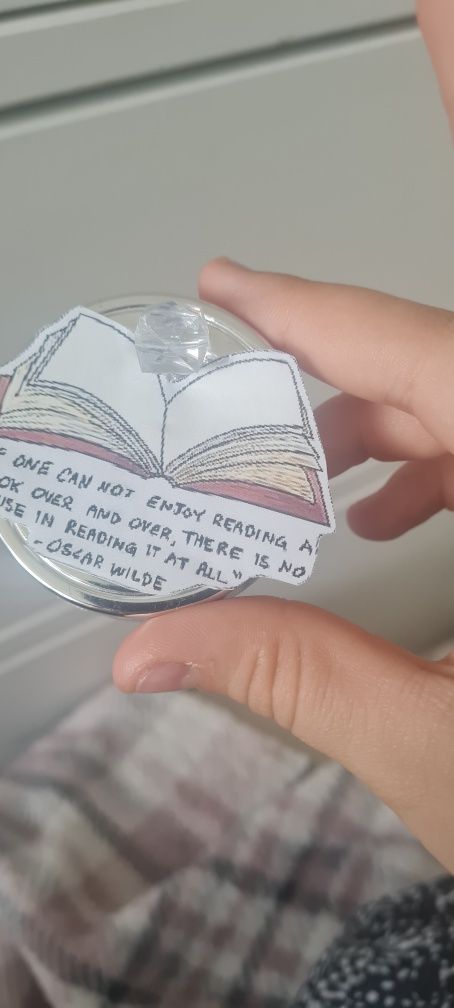 ONE CAN NOT ENJOY READING A
OK OVER AND OVER, THERE IS NO
USE IN READING IT AT ALL"
- OSCAR WILDE